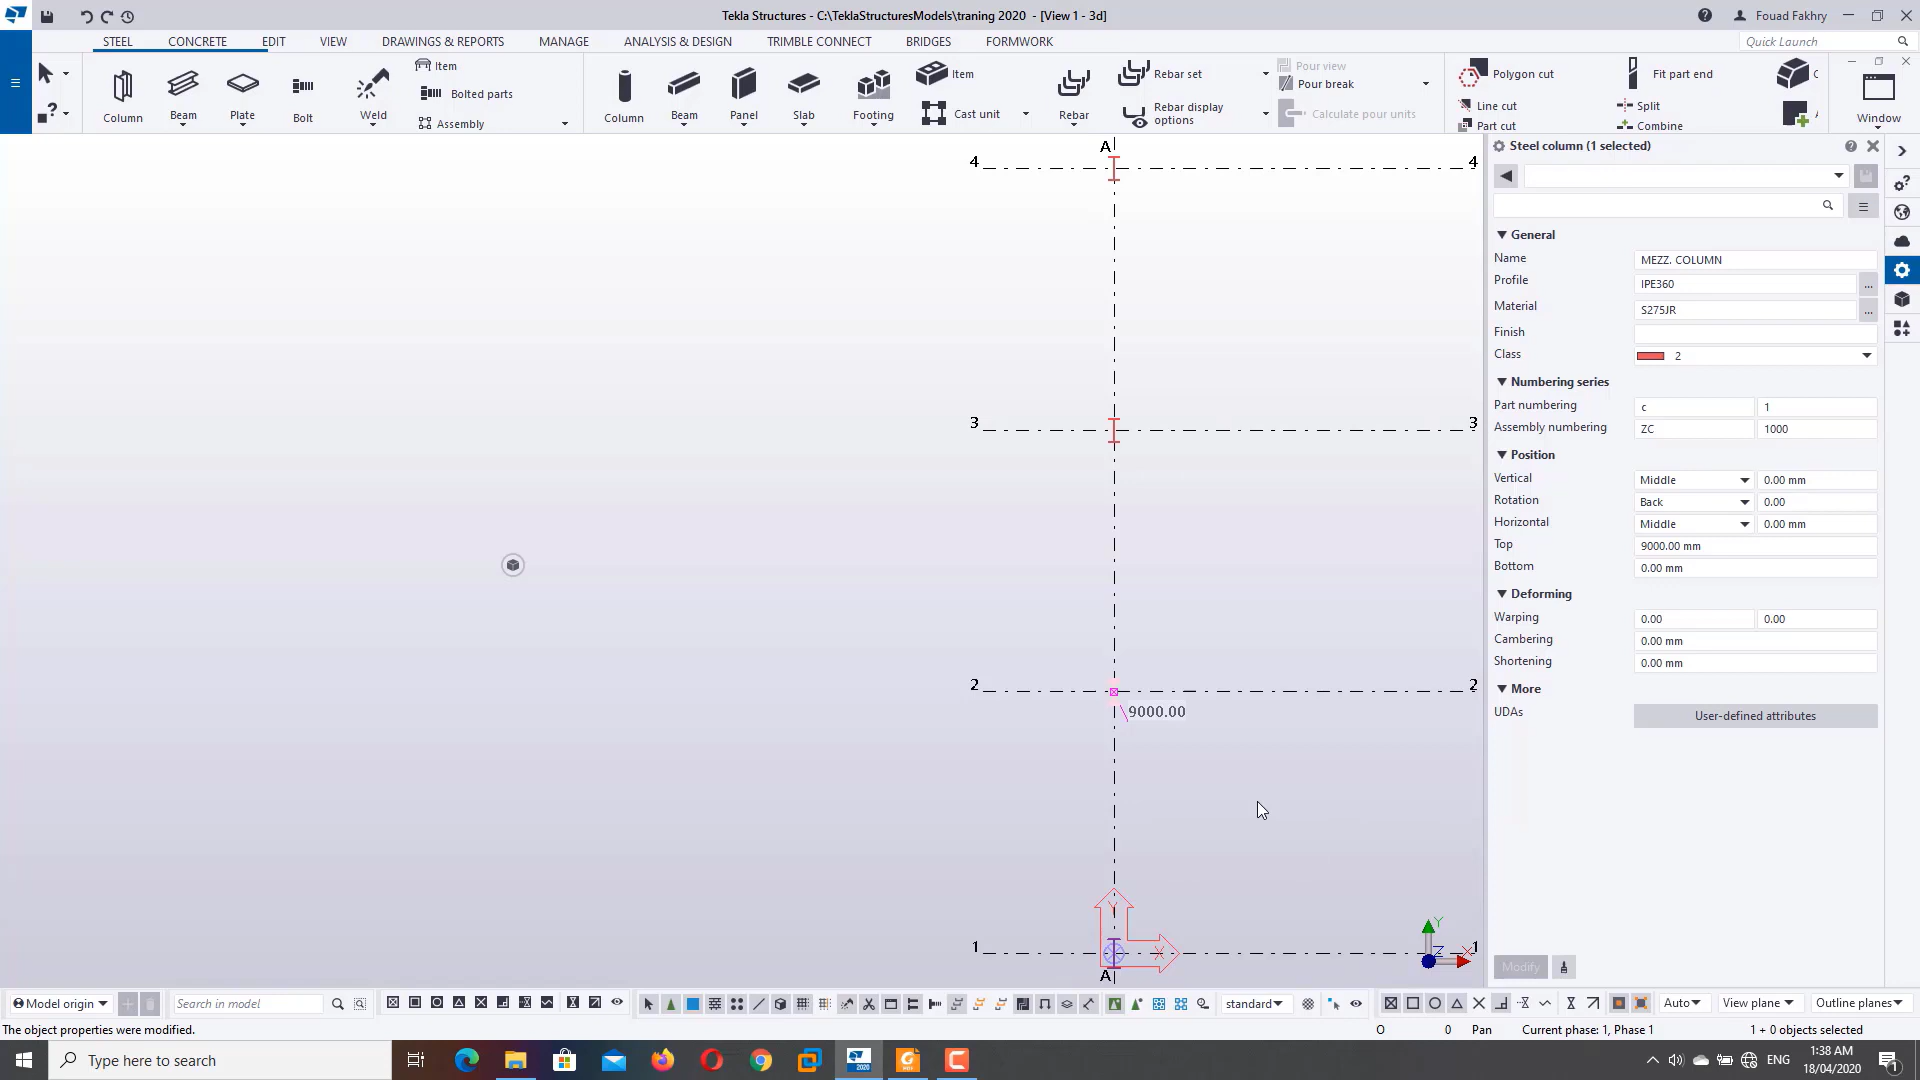 Tekla Structures - C:\TeklaStructuresModels\traning 2020 - [View 1 - 3d]
Fouad Fakhry
STEEL CONCRETE EDIT VIEW DRAWINGS & REPORTS MANAGE ANALYSIS & DESIGN TRIMBLE CONNECT BRIDGES FORMWORK
Quick Launch
Column Beam Plate Bolt Weld
Item
Bolted parts
Assembly
Column Beam Panel Slab Footing
Item
Cast unit
Rebar
Rebar set
Rebar display options
Pour view
Pour break
Calculate pour units
Polygon cut
Line cut
Part cut
Fit part end
Split
Combine
Window
Steel column (1 selected)
General
Name MEZZ. COLUMN
Profile IPE360 ...
Material S275JR ...
Finish
Class 2
Numbering series
Part numbering c 1
Assembly numbering ZC 1000
Position
Vertical Middle 0.00 mm
Rotation Back 0.00
Horizontal Middle 0.00 mm
Top 9000.00 mm
Bottom 0.00 mm
Deforming
Warping 0.00 0.00
Cambering 0.00 mm
Shortening 0.00 mm
More
UDAs User-defined attributes
Modify
A
4 4
3 3
2 2
9000.00
Y
X
1 1
A
Y
Z
X
Model origin
Search in model
standard
Auto
View plane
Outline planes
The object properties were modified.
O 0 Pan Current phase: 1, Phase 1 1 + 0 objects selected
Type here to search
2020
ENG
1:38 AM
18/04/2020
1